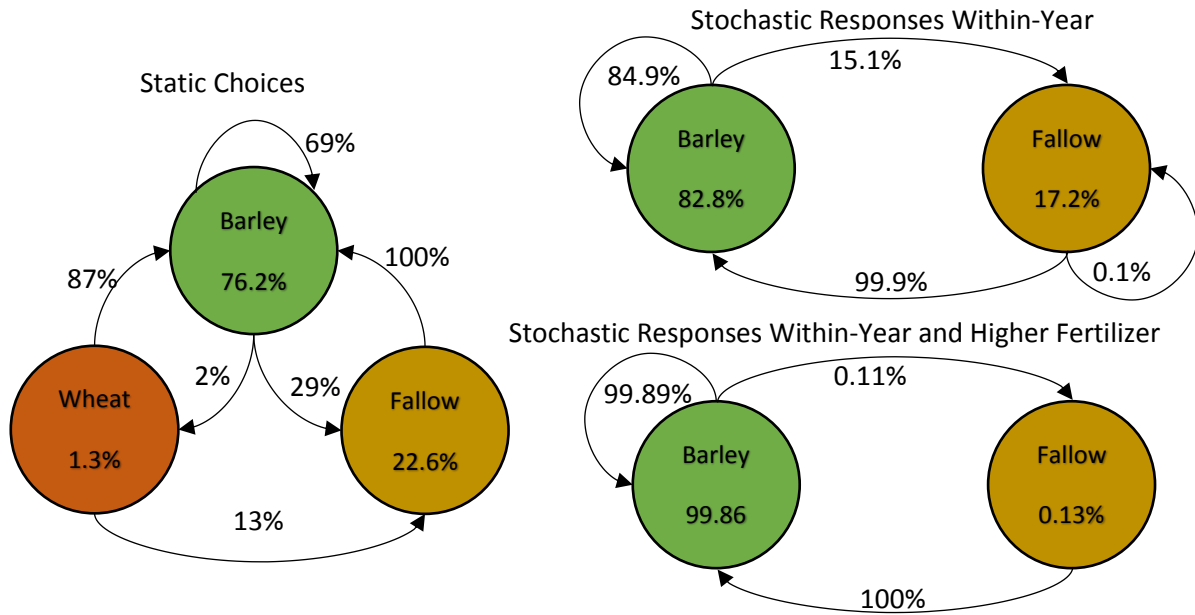 Static Choices
69%
Barley
76.2%
87%
100%
2%
29%
Wheat
1.3%
Fallow
22.6%
13%
Stochastic Responses Within-Year
84.9%
15.1%
Barley
82.8%
Fallow
17.2%
99.9%
0.1%
Stochastic Responses Within-Year and Higher Fertilizer
99.89%
0.11%
Barley
99.86
Fallow
0.13%
100%